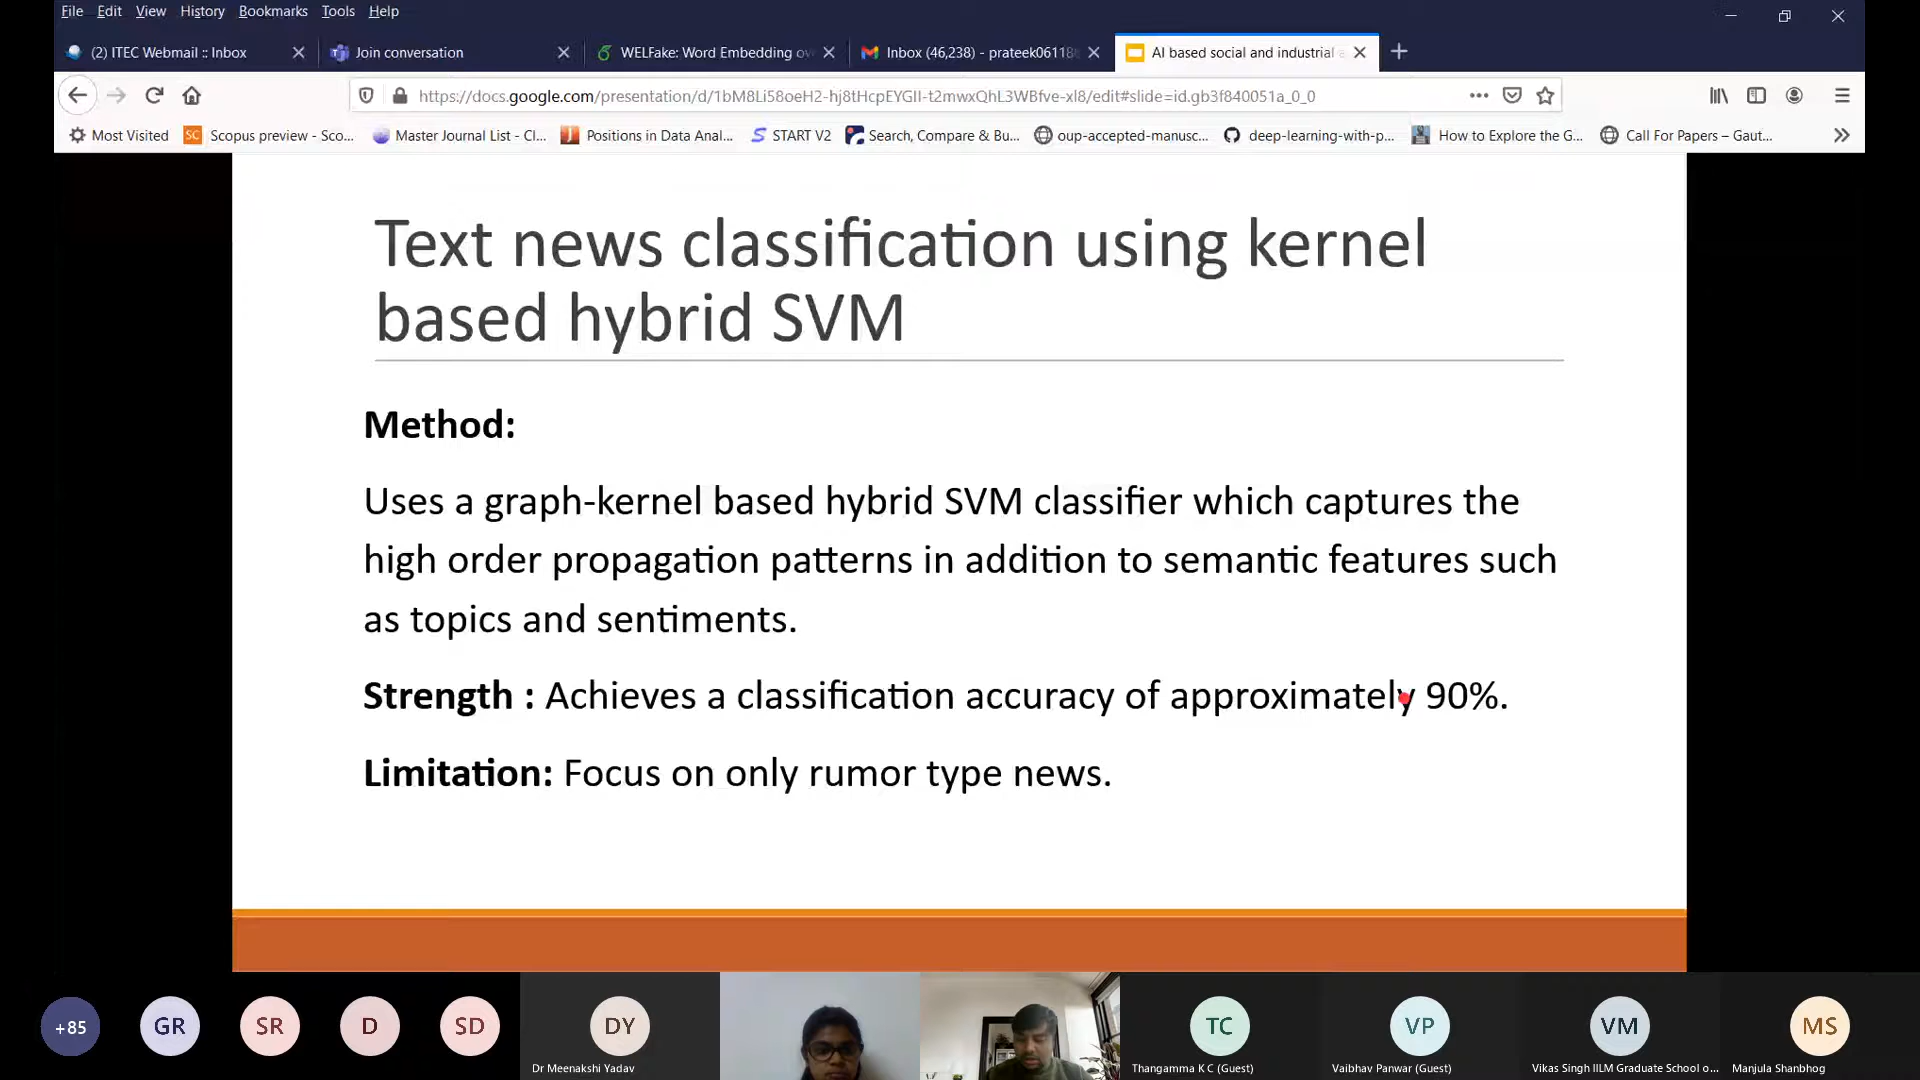 File Edit View History Bookmarks Tools Help
(2) ITEC Webmail :: Inbox
Join conversation
WELFake: Word Embedding ov
Inbox (46,238) - prateek06118
AI based social and industrial
https://docs.google.com/presentation/d/1bM8Li58oeH2-hj8tHcpEYGII-t2mwxQhL3WBfve-xl8/edit#slide=id.gb3f840051a_0_0
Most Visited
SC Scopus preview - Sco...
Master Journal List - Cl...
Positions in Data Anal...
START V2
Search, Compare & Bu...
oup-accepted-manusc...
deep-learning-with-p...
How to Explore the G...
Call For Papers – Gaut...
Text news classification using kernel
based hybrid SVM
Method:
Uses a graph-kernel based hybrid SVM classifier which captures the
high order propagation patterns in addition to semantic features such
as topics and sentiments.
Strength : Achieves a classification accuracy of approximately 90%.
Limitation: Focus on only rumor type news.
+85
GR
SR
D
SD
DY
TC
VP
VM
MS
Dr Meenakshi Yadav
Thangamma K C (Guest)
Vaibhav Panwar (Guest)
Vikas Singh IILM Graduate School o...
Manjula Shanbhog